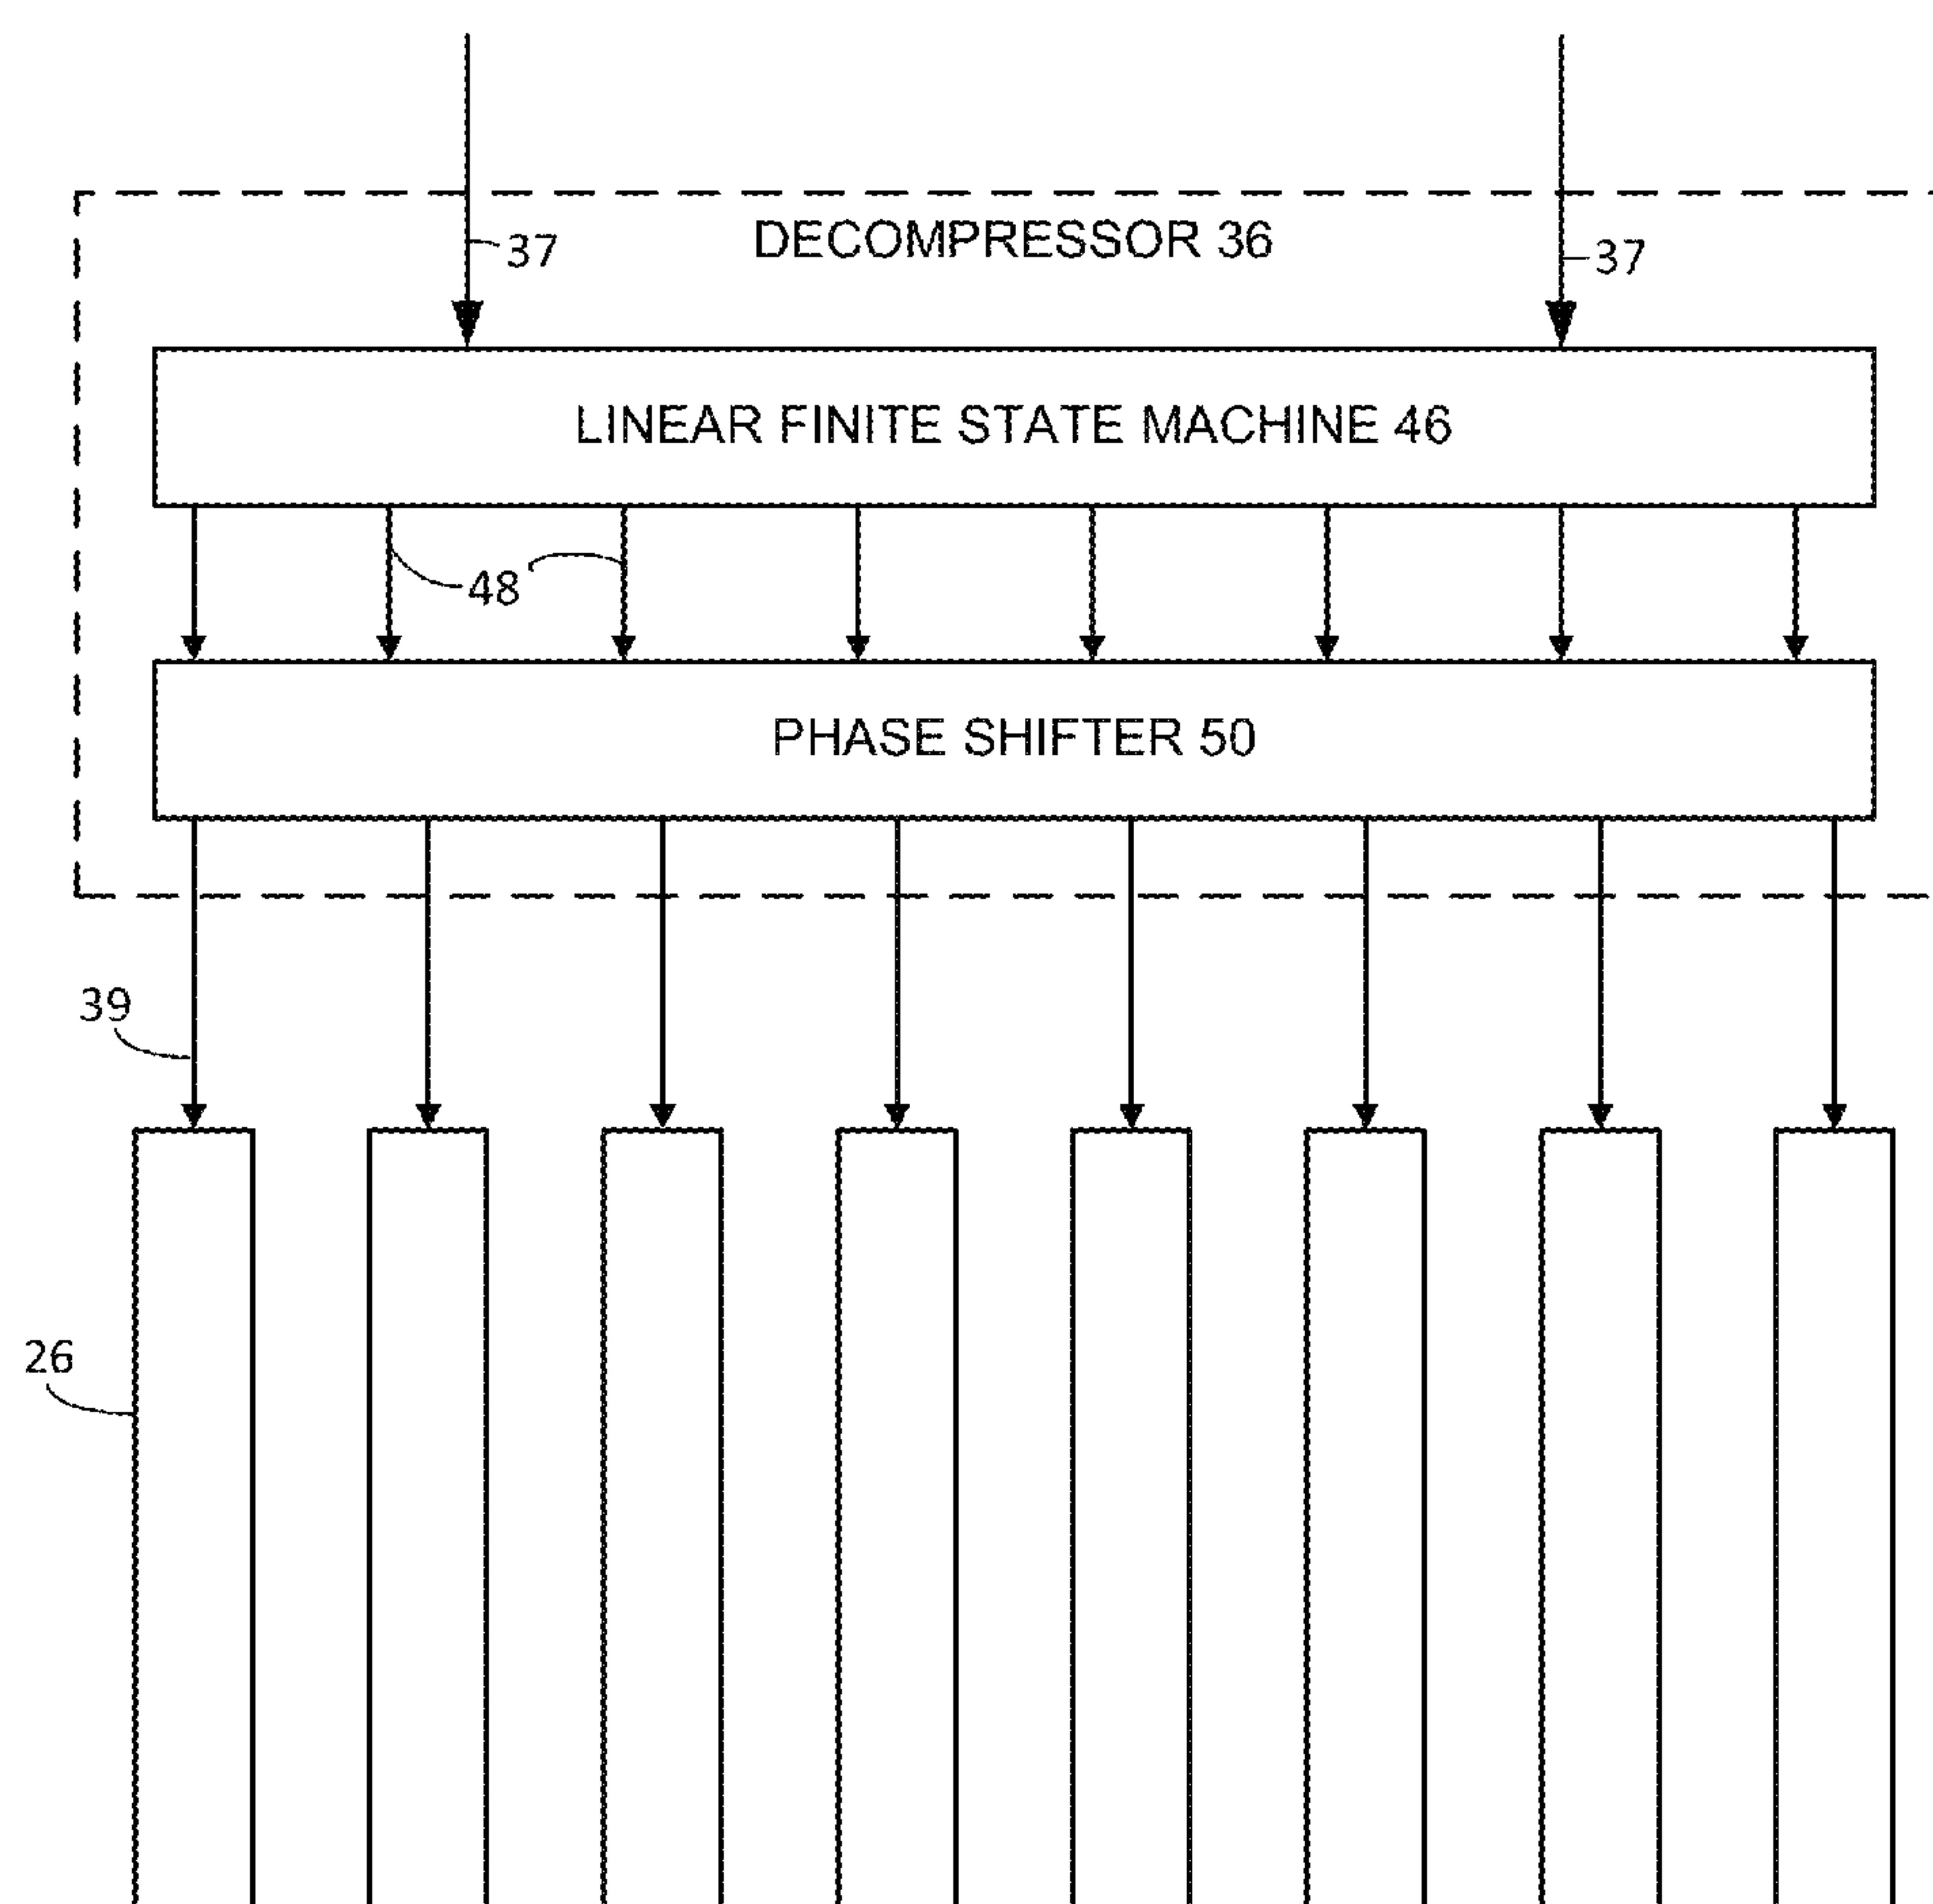 DECOMPRESSOR 36
37
37
LINEAR FINITE STATE MACHINE 46
48
PHASE SHIFTER 50
39
26